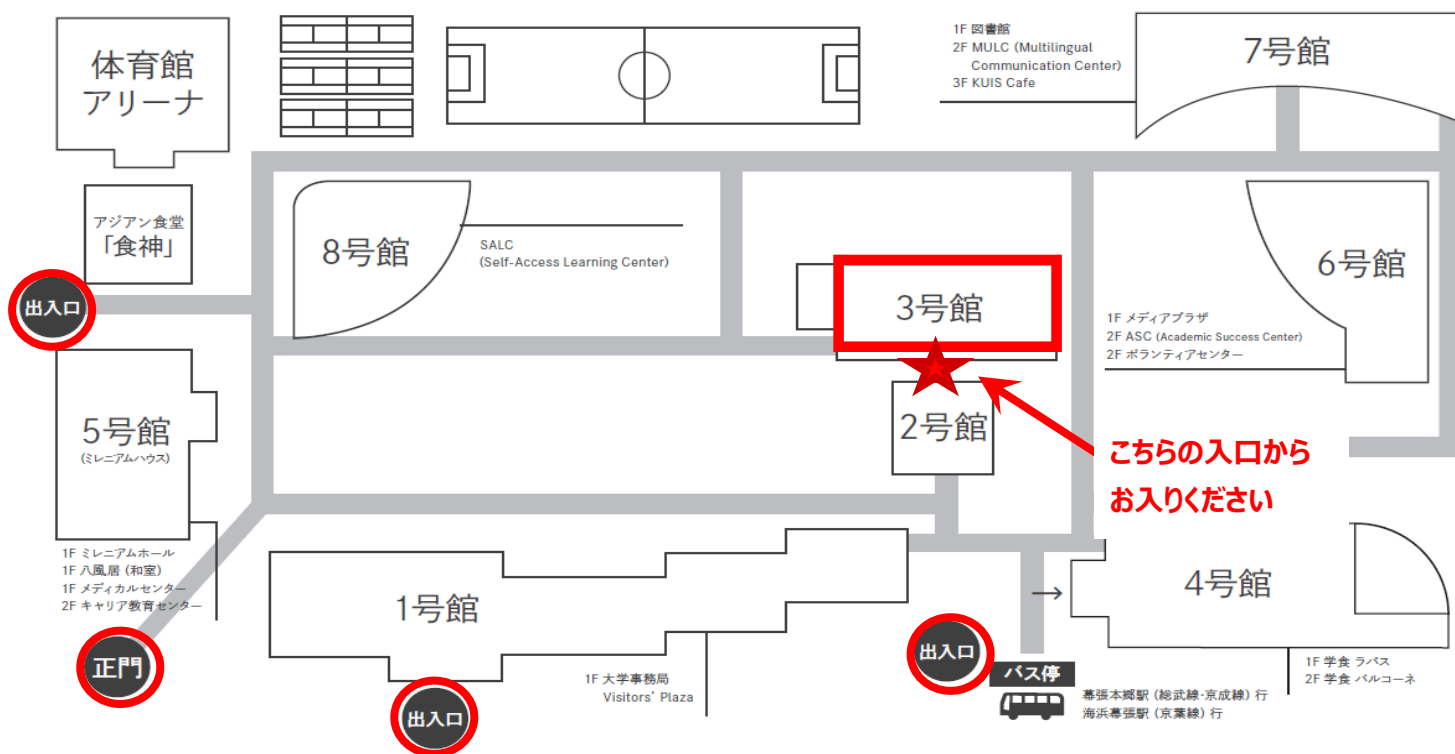 体育館
アリーナ
1F 図書館
2F MULC (Multilingual
Communication Center)
3F KUIS Cafe
7号館
アジアン食堂
「食神」
8号館
SALC
(Self-Access Learning Center)
3号館
6号館
出入口
1F メディアプラザ
2F ASC (Academic Success Center)
2F ボランティアセンター
5号館
(ミレニアムハウス)
2号館
こちらの入口から
お入りください
1F ミレニアムホール
1F 八風居 (和室)
1F メディカルセンター
2F キャリア教育センター
1号館
→
4号館
正門
出入口
1F 大学事務局
Visitors' Plaza
出入口
バス停
幕張本郷駅 (総武線・京成線) 行
海浜幕張駅 (京葉線) 行
1F 学食 ラパス
2F 学食 バルコーネ